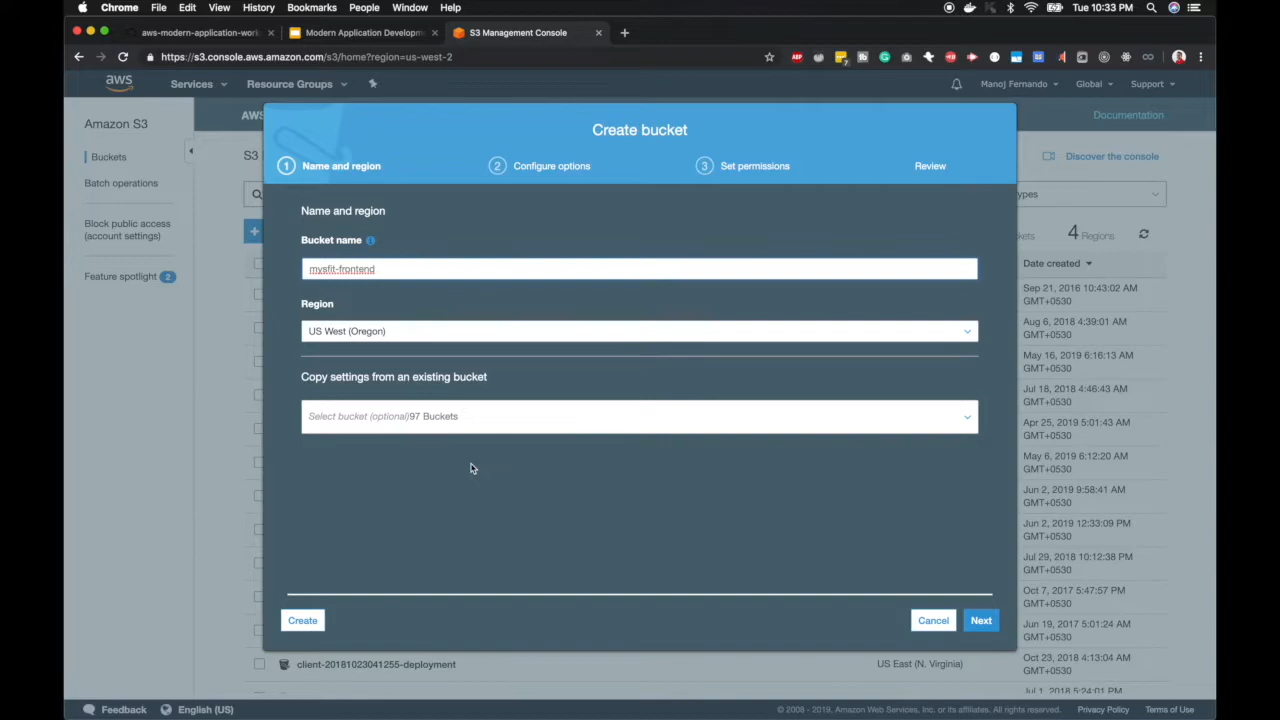 Chrome File Edit View History Bookmarks People Window Help Tue 10:33 PM
aws-modern-application-work Modern Application Developm S3 Management Console
https://s3.console.aws.amazon.com/s3/home?region=us-west-2
aws Services Resource Groups Manoj Fernando Global Support
Amazon S3
Buckets
Batch operations
Block public access
(account settings)
Feature spotlight 2
AWS
Documentation
S3
Discover the console
ypes
kets 4 Regions
Date created
Create bucket
1 Name and region 2 Configure options 3 Set permissions Review
Name and region
Bucket name
mysfit-frontend
Region
US West (Oregon)
Copy settings from an existing bucket
Select bucket (optional)97 Buckets
Create Cancel Next
Sep 21, 2016 10:43:02 AM
GMT+0530
Aug 6, 2018 4:39:01 AM
GMT+0530
May 16, 2019 6:16:13 AM
GMT+0530
Jul 18, 2018 4:46:43 AM
GMT+0530
Apr 25, 2019 5:01:43 AM
GMT+0530
May 6, 2019 6:12:20 AM
GMT+0530
Jun 2, 2019 9:58:41 AM
GMT+0530
Jun 2, 2019 12:33:09 PM
GMT+0530
Jul 29, 2018 10:12:38 PM
GMT+0530
Oct 7, 2017 5:47:57 PM
GMT+0530
Jun 19, 2017 5:01:24 AM
GMT+0530
client-20181023041255-deployment US East (N. Virginia) Oct 23, 2018 4:13:04 AM
GMT+0530
Jul 1, 2018 5:24:01 PM
Feedback English (US) © 2008 - 2019, Amazon Web Services, Inc. or its affiliates. All rights reserved. Privacy Policy Terms of Use